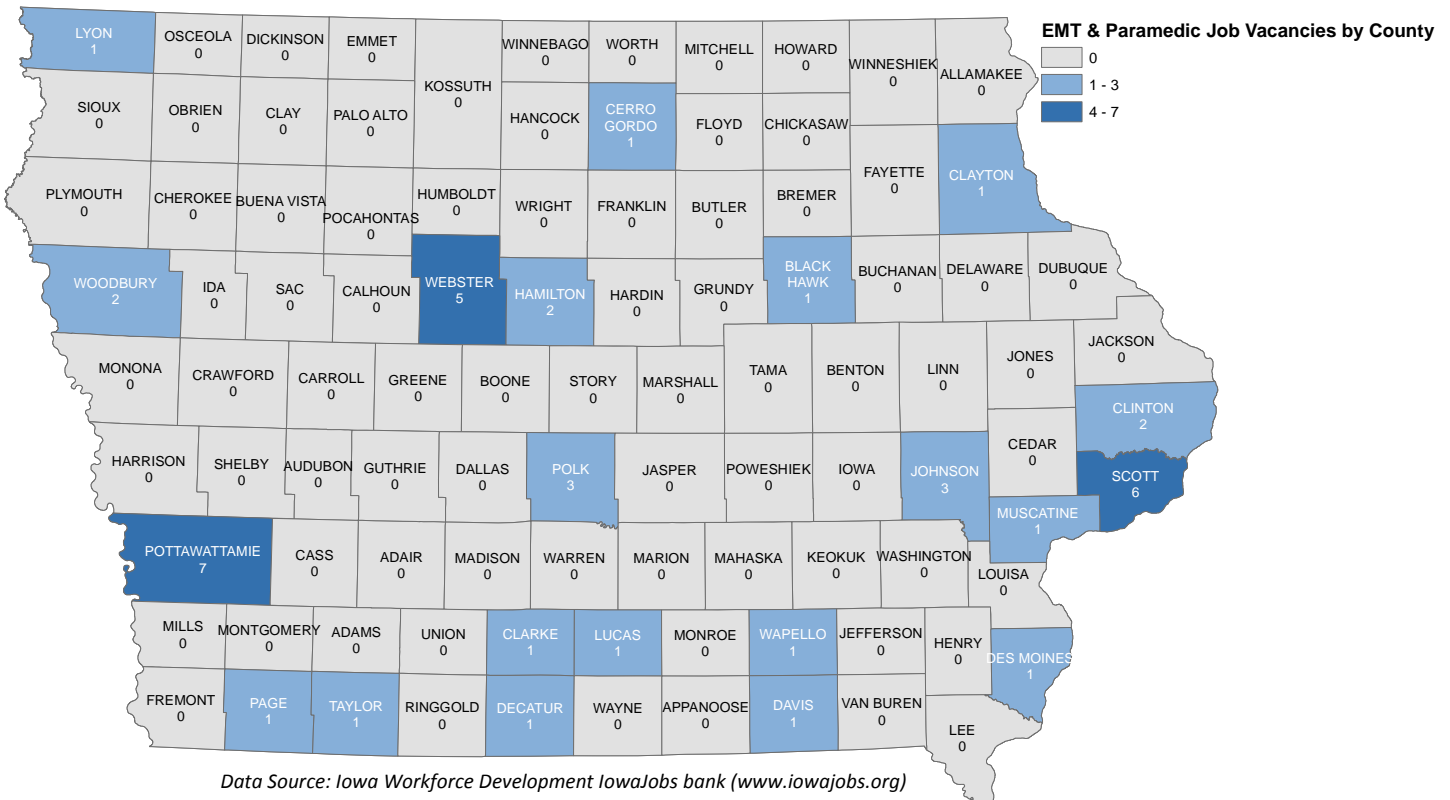 EMT & Paramedic Job Vacancies by County
0
1 - 3
4 - 7
LYON
1
OSCEOLA
0
DICKINSON
0
EMMET
0
KOSSUTH
0
WINNEBAGO
0
WORTH
0
MITCHELL
0
HOWARD
0
WINNESHIEK
0
ALLAMAKEE
0
SIOUX
0
OBRIEN
0
CLAY
0
PALO ALTO
0
HANCOCK
0
CERRO
GORDO
1
FLOYD
0
CHICKASAW
0
FAYETTE
0
CLAYTON
1
PLYMOUTH
0
CHEROKEE
0
BUENA VISTA
0
POCAHONTAS
0
HUMBOLDT
0
WRIGHT
0
FRANKLIN
0
BUTLER
0
BREMER
0
WOODBURY
2
IDA
0
SAC
0
CALHOUN
0
WEBSTER
5
HAMILTON
2
HARDIN
0
GRUNDY
0
BLACK
HAWK
1
BUCHANAN
0
DELAWARE
0
DUBUQUE
0
MONONA
0
CRAWFORD
0
CARROLL
0
GREENE
0
BOONE
0
STORY
0
MARSHALL
0
TAMA
0
BENTON
0
LINN
0
JONES
0
JACKSON
0
CLINTON
2
HARRISON
0
SHELBY
0
AUDUBON
0
GUTHRIE
0
DALLAS
0
POLK
3
JASPER
0
POWESHIEK
0
IOWA
0
JOHNSON
3
CEDAR
0
SCOTT
6
MUSCATINE
1
POTTAWATTAMIE
7
CASS
0
ADAIR
0
MADISON
0
WARREN
0
MARION
0
MAHASKA
0
KEOKUK
0
WASHINGTON
0
LOUISA
0
MILLS
0
MONTGOMERY
0
ADAMS
0
UNION
0
CLARKE
1
LUCAS
1
MONROE
0
WAPELLO
1
JEFFERSON
0
HENRY
0
DES MOINES
1
FREMONT
0
PAGE
1
TAYLOR
1
RINGGOLD
0
DECATUR
1
WAYNE
0
APPANOOSE
0
DAVIS
1
VAN BUREN
0
LEE
0
Data Source: Iowa Workforce Development IowaJobs bank (www.iowajobs.org)